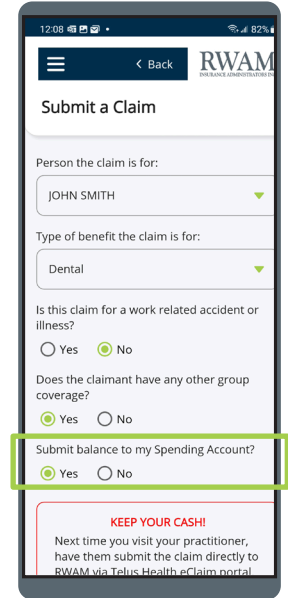 12:08 82%
Back
RWAM
INSURANCE ADMINISTRATORS IN
Submit a Claim
Person the claim is for:
JOHN SMITH
Type of benefit the claim is for:
Dental
Is this claim for a work related accident or
illness?
Yes No
Does the claimant have any other group
coverage?
Yes No
Submit balance to my Spending Account?
Yes No
KEEP YOUR CASH!
Next time you visit your practitioner,
have them submit the claim directly to
RWAM via Telus Health eClaim portal